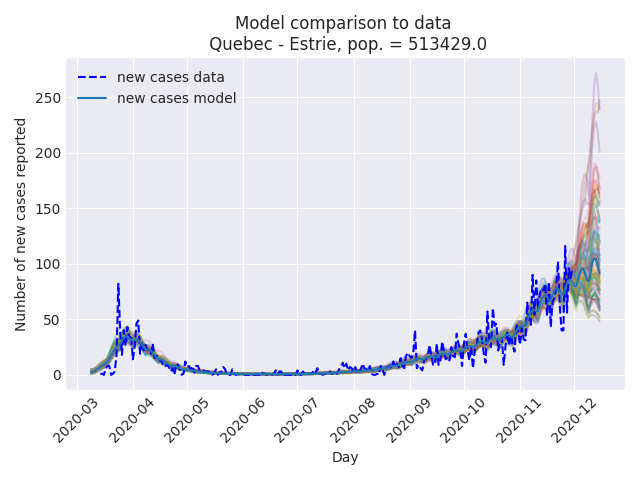 Model comparison to data
Quebec - Estrie, pop. = 513429.0
new cases data
new cases model
Number of new cases reported
250
200
150
100
50
0
2020-03
2020-04
2020-05
2020-06
2020-07
2020-08
2020-09
2020-10
2020-11
2020-12
Day